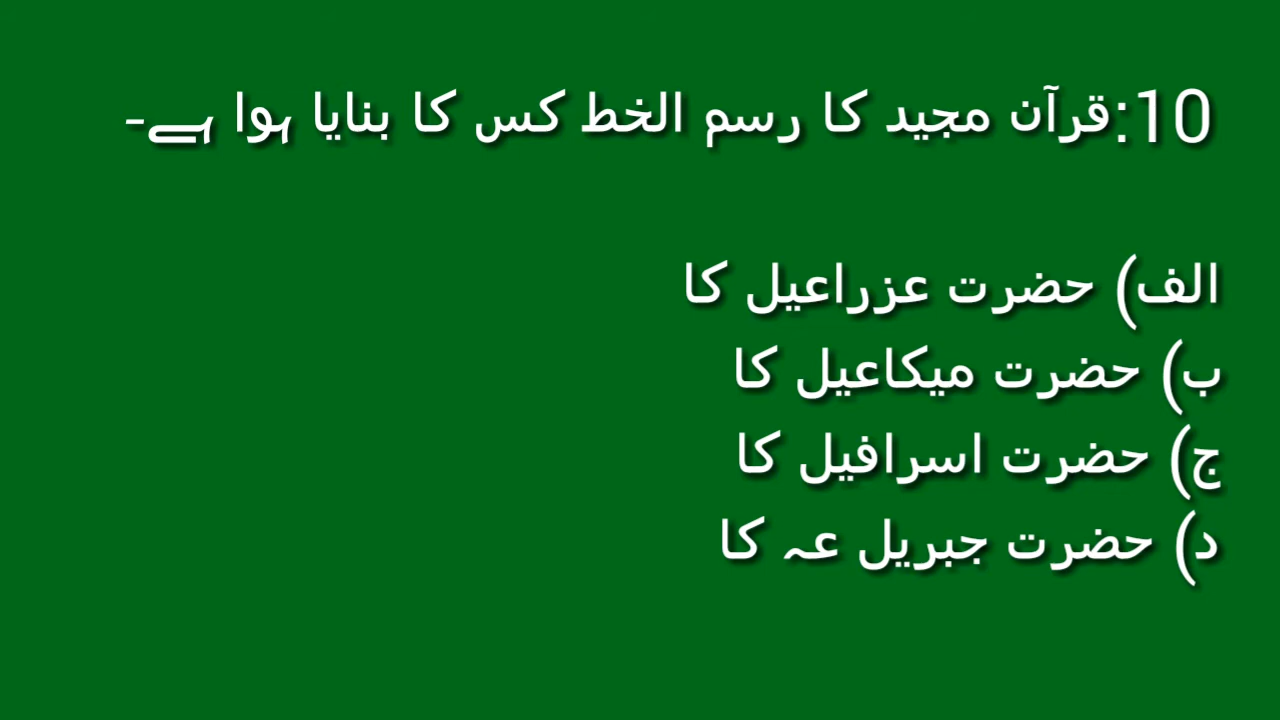 10:قرآن مجید کا رسم الخط کس کا بنایا ہوا ہے۔
الف) حضرت عزراعیل کا
ب) حضرت میکاعیل کا
ج) حضرت اسرافیل کا
د) حضرت جبریل عہ کا